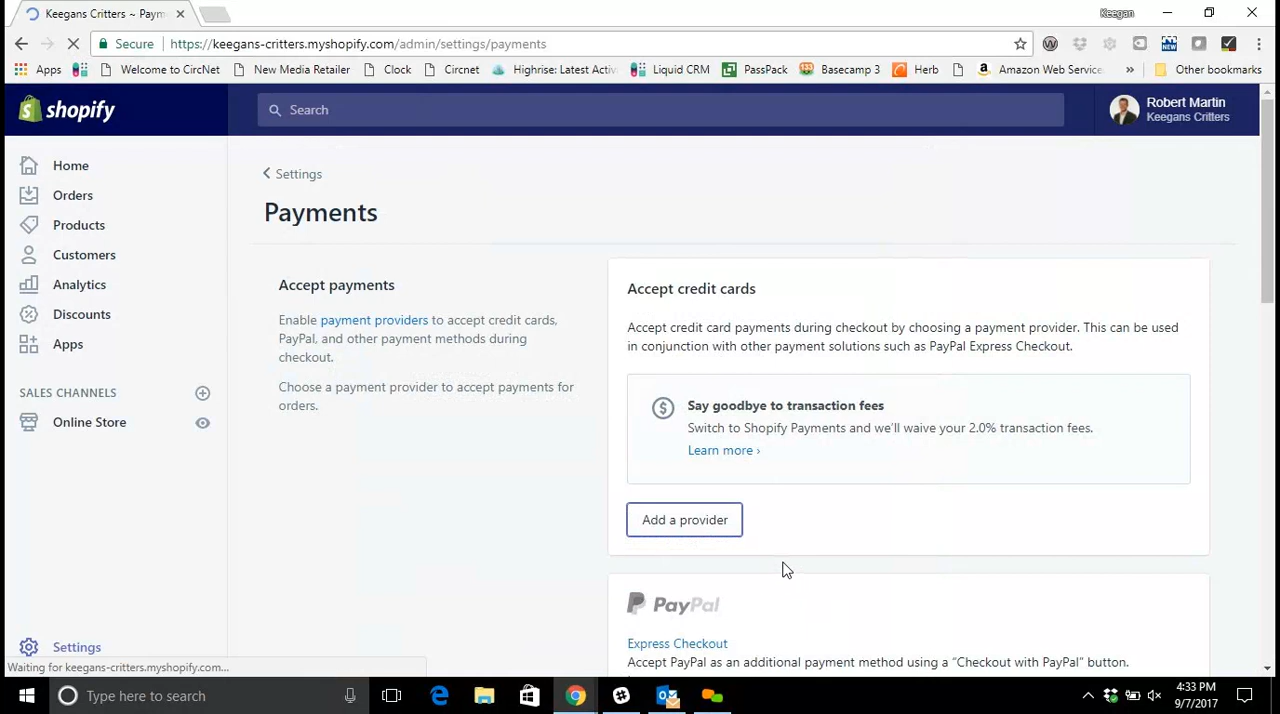 Keegans Critters ~ Paym
Keegan
Secure
https://keegans-critters.myshopify.com/admin/settings/payments
Apps
Welcome to CircNet
New Media Retailer
Clock
Circnet
Highrise: Latest Activ
Liquid CRM
PassPack
Basecamp 3
Herb
Amazon Web Service
Other bookmarks
shopify
Search
Robert Martin
Keegans Critters
Home
Orders
Products
Customers
Analytics
Discounts
Apps
SALES CHANNELS
Online Store
Settings
Waiting for keegans-critters.myshopify.com...
Settings
Payments
Accept payments
Enable payment providers to accept credit cards,
PayPal, and other payment methods during
checkout.
Choose a payment provider to accept payments for
orders.
Accept credit cards
Accept credit card payments during checkout by choosing a payment provider. This can be used
in conjunction with other payment solutions such as PayPal Express Checkout.
Say goodbye to transaction fees
Switch to Shopify Payments and we'll waive your 2.0% transaction fees.
Learn more ›
Add a provider
PayPal
Express Checkout
Accept PayPal as an additional payment method using a “Checkout with PayPal” button.
Type here to search
4:33 PM
9/7/2017